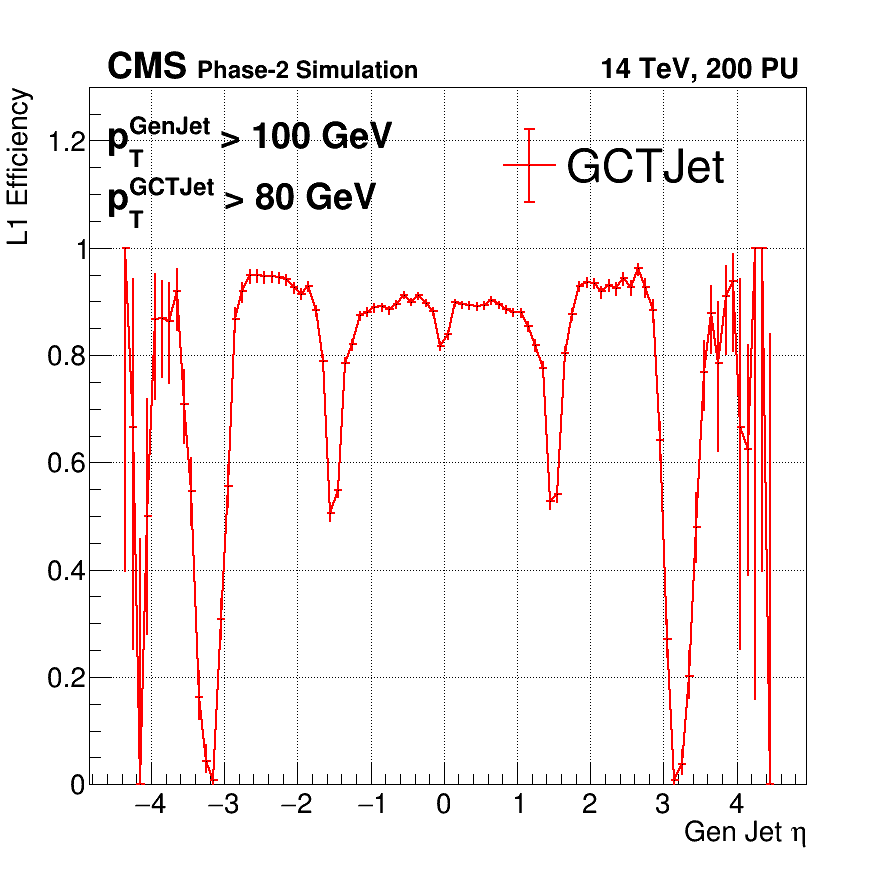 CMS Phase-2 Simulation 14 TeV, 200 PU
p_T^GenJet > 100 GeV
p_T^GCTJet > 80 GeV
GCTJet
L1 Efficiency
1.2
1
0.8
0.6
0.4
0.2
0
−4 −3 −2 −1 0 1 2 3 4
Gen Jet η